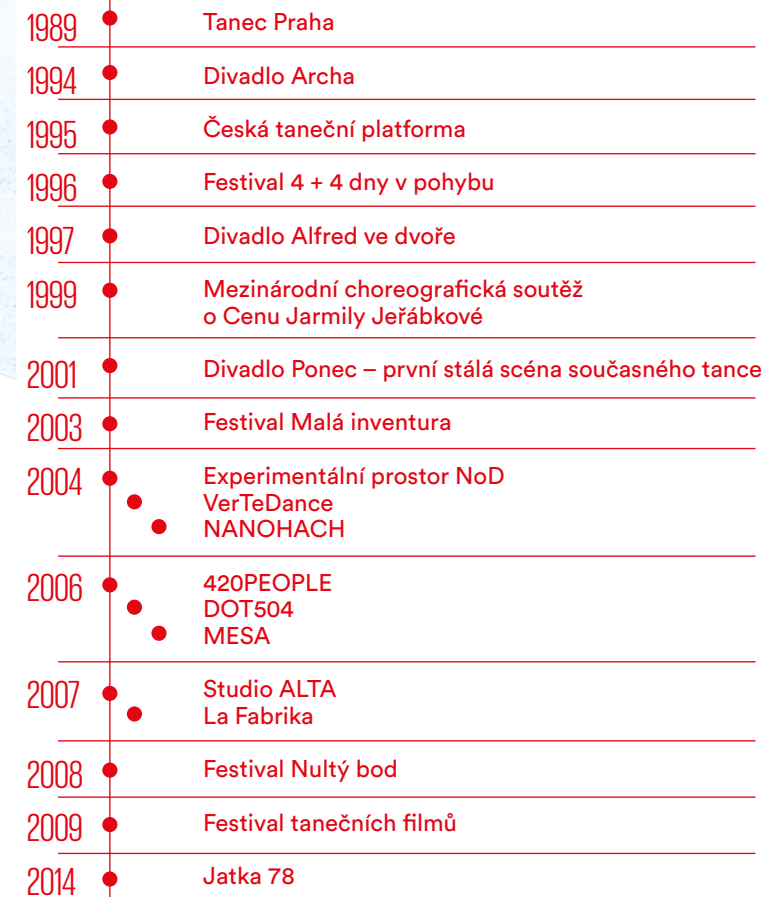 1989 Tanec Praha
1994 Divadlo Archa
1995 Česká taneční platforma
1996 Festival 4 + 4 dny v pohybu
1997 Divadlo Alfred ve dvoře
1999 Mezinárodní choreografická soutěž
o Cenu Jarmily Jeřábkové
2001 Divadlo Ponec – první stálá scéna současného tance
2003 Festival Malá inventura
2004 Experimentální prostor NoD
VerTeDance
NANOHACH
2006 420PEOPLE
DOT504
MESA
2007 Studio ALTA
La Fabrika
2008 Festival Nultý bod
2009 Festival tanečních filmů
2014 Jatka 78